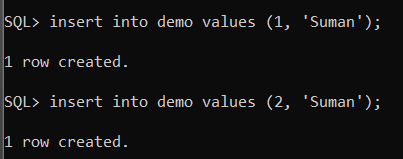 SQL> insert into demo values (1, 'Suman');
1 row created.
SQL> insert into demo values (2, 'Suman');
1 row created.